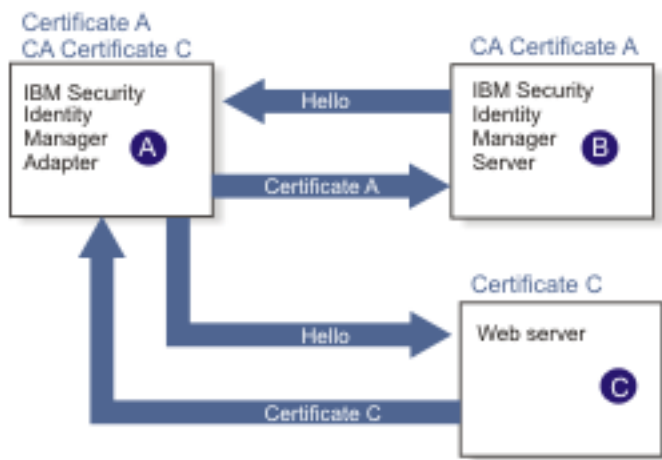 Certificate A
CA Certificate C
IBM Security
Identity
Manager
Adapter
A
Hello
Certificate A
CA Certificate A
IBM Security
Identity
Manager
Server
B
Hello
Certificate C
Certificate C
Web server
C